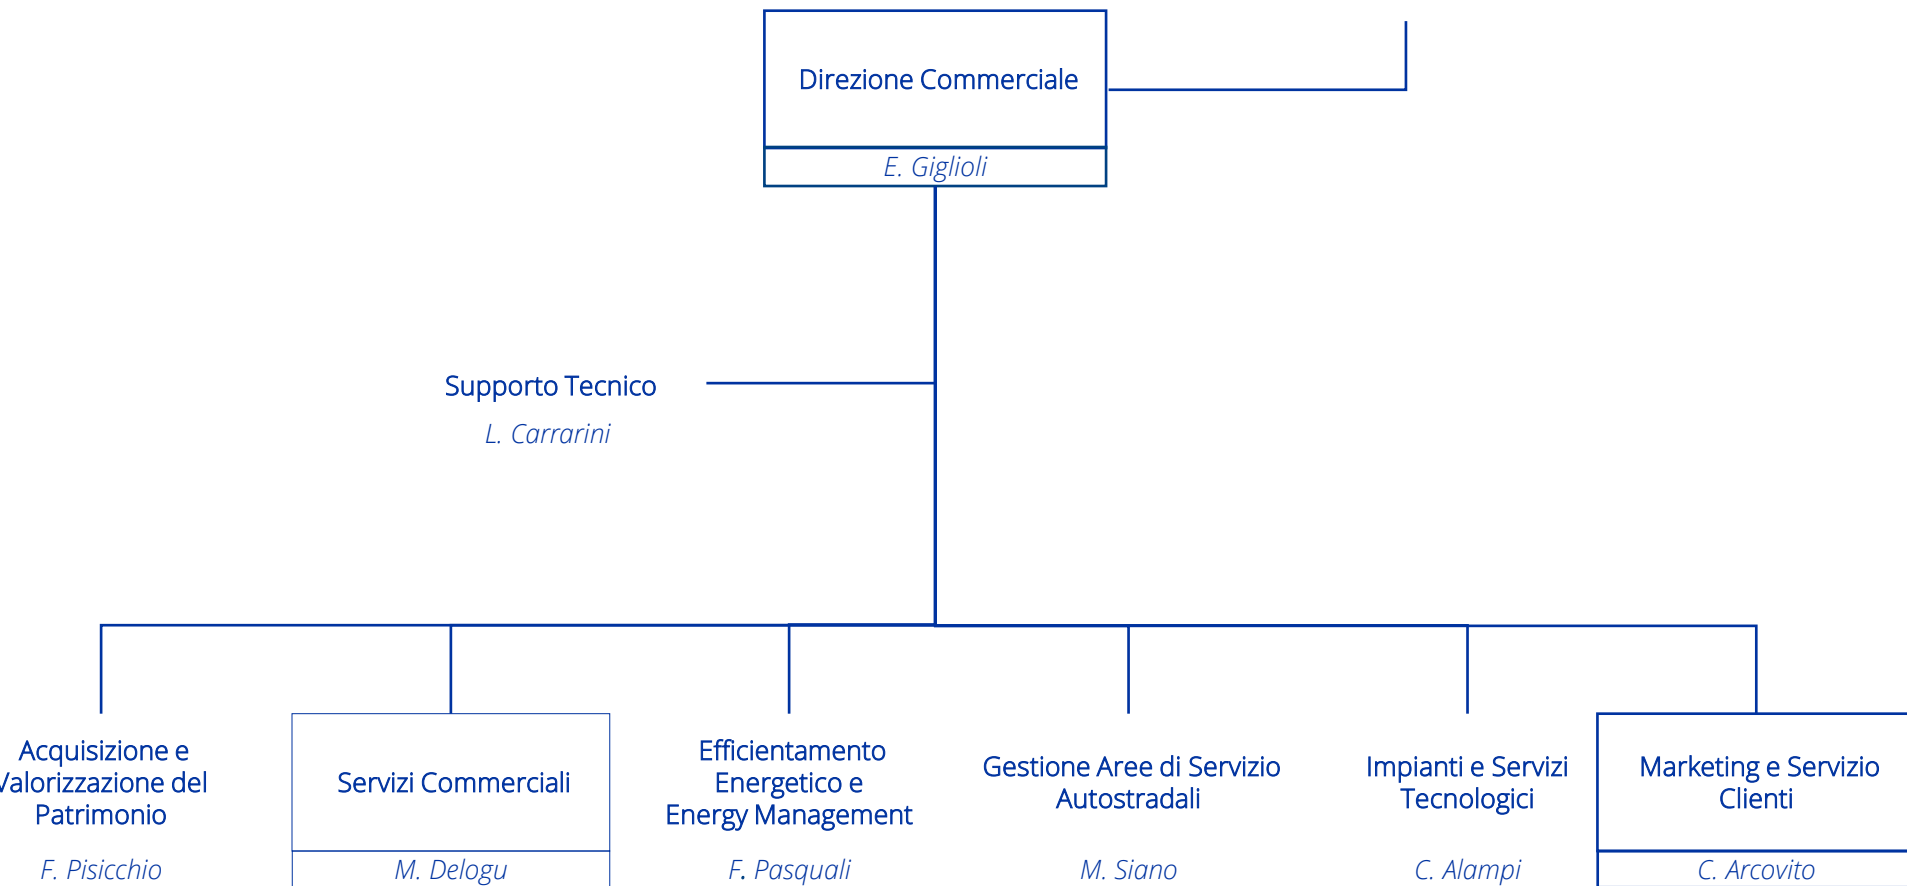 Direzione Commerciale
E. Giglioli
Supporto Tecnico
L. Carrarini
Acquisizione e
Valorizzazione del
Patrimonio
F. Pisicchio
Servizi Commerciali
M. Delogu
Efficientamento
Energetico e
Energy Management
F. Pasquali
Gestione Aree di Servizio
Autostradali
M. Siano
Impianti e Servizi
Tecnologici
C. Alampi
Marketing e Servizio
Clienti
C. Arcovito